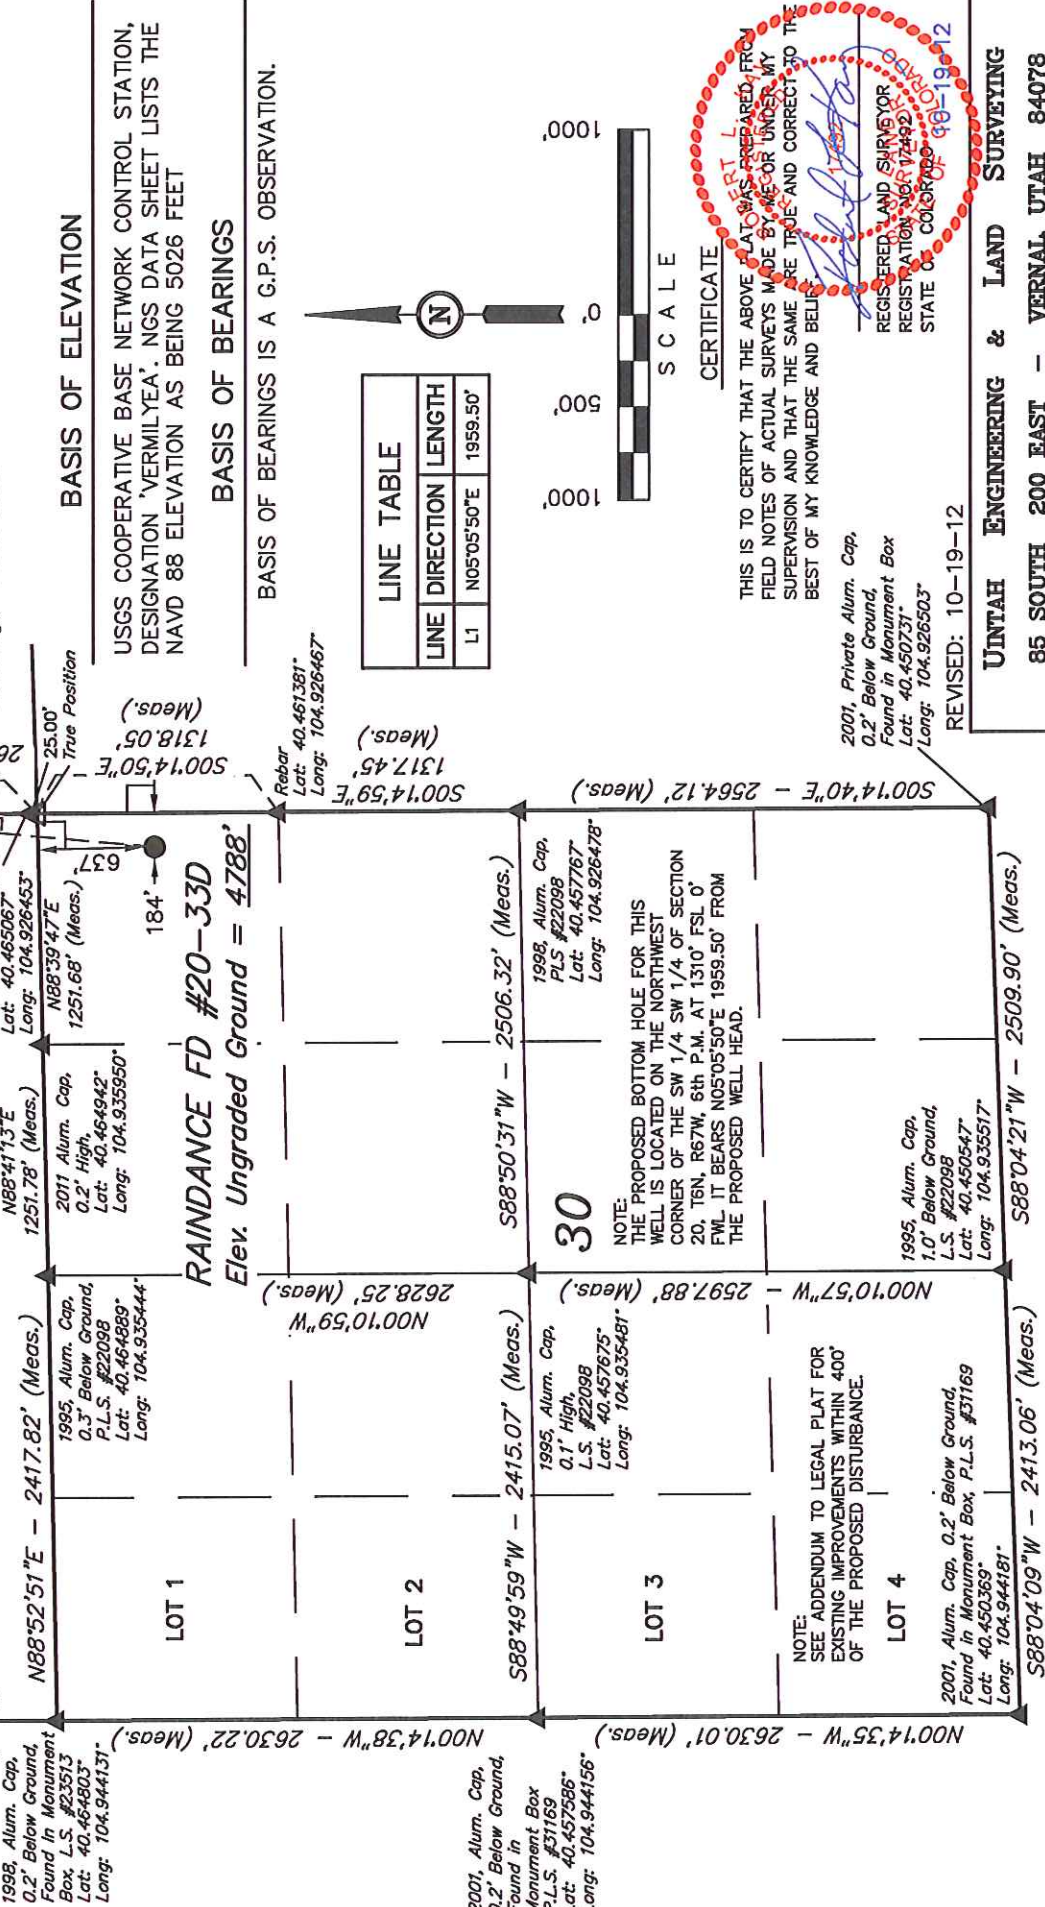 1998, Alum. Cap,
0.2' Below Ground,
Found In Monument
Box, L.S. #23513
Lat: 40.464803°
Long: 104.944131°
N88°52'51"E – 2417.82' (Meas.)
1995, Alum. Cap,
0.3' Below Ground,
P.L.S. #22098
Lat: 40.464889°
Long: 104.935444°
N88°41'13"E
1251.78' (Meas.)
2011 Alum. Cap,
0.2' High,
Lat: 40.464942°
Long: 104.935950°
Lat: 40.465067°
Long: 104.926453°
N88°39'47"E
1251.68' (Meas.)
26
25.00'
True Position
637'
184'
RAINDANCE FD #20–33D
Elev. Ungraded Ground = 4788'
S00°14'50"E –
1318.05'
(Meas.)
Rebar
Lat: 40.461381°
Long: 104.926467°
S00°14'59"E
1317.45'
(Meas.)
LOT 1
N00°14'38"W – 2630.22' (Meas.)
N00°10'59"W
2628.25' (Meas.)
LOT 2
2001, Alum. Cap,
0.2' Below Ground,
Found in
Monument Box
P.L.S. #31169
Lat: 40.457586°
Long: 104.944156°
S88°49'59"W – 2415.07' (Meas.)
1995, Alum. Cap,
0.1' High,
L.S. #22098
Lat: 40.457675°
Long: 104.935481°
S88°50'31"W – 2506.32' (Meas.)
1998, Alum. Cap,
PLS #22098
Lat: 40.457767°
Long: 104.926478°
30
NOTE:
THE PROPOSED BOTTOM HOLE FOR THIS
WELL IS LOCATED ON THE NORTHWEST
CORNER OF THE SW 1/4 SW 1/4 OF SECTION
20, T6N, R67W, 6th P.M. AT 1310' FSL 0'
FWL. IT BEARS N05°05'50"E 1959.50' FROM
THE PROPOSED WELL HEAD.
LOT 3
N00°14'35"W – 2630.01' (Meas.)
N00°10'57"W – 2597.88' (Meas.)
S00°14'40"E – 2564.12' (Meas.)
NOTE:
SEE ADDENDUM TO LEGAL PLAT FOR
EXISTING IMPROVEMENTS WITHIN 400'
OF THE PROPOSED DISTURBANCE.
LOT 4
2001, Alum. Cap, 0.2' Below Ground,
Found in Monument Box, P.L.S. #31169
Lat: 40.450369°
Long: 104.944181°
S88°04'09"W – 2413.06' (Meas.)
1995, Alum. Cap,
1.0' Below Ground,
L.S. #22098
Lat: 40.450547°
Long: 104.935517°
S88°04'21"W – 2509.90' (Meas.)
2001, Private Alum. Cap,
0.2' Below Ground,
Found in Monument Box
Lat: 40.450731°
Long: 104.926503°
BASIS OF ELEVATION
USGS COOPERATIVE BASE NETWORK CONTROL STATION,
DESIGNATION 'VERMILYEA'. NGS DATA SHEET LISTS THE
NAVD 88 ELEVATION AS BEING 5026 FEET
BASIS OF BEARINGS
BASIS OF BEARINGS IS A G.P.S. OBSERVATION.
N
LINE TABLE
LINE DIRECTION LENGTH
L1 N05°05'50"E 1959.50'
1000' 500' 0' 1000'
SCALE
CERTIFICATE
THIS IS TO CERTIFY THAT THE ABOVE PLAT WAS PREPARED FROM
FIELD NOTES OF ACTUAL SURVEYS MADE BY ME OR UNDER MY
SUPERVISION AND THAT THE SAME ARE TRUE AND CORRECT TO THE
BEST OF MY KNOWLEDGE AND BELIEF.
ROBERT L. KAY
REGISTERED
17492
LAND SURVEYOR
STATE OF COLORADO
REGISTERED LAND SURVEYOR
REGISTRATION NO. 17492
STATE OF COLORADO 10–19–12
REVISED: 10–19–12
UINTAH ENGINEERING & LAND SURVEYING
85 SOUTH 200 EAST – VERNAL, UTAH 84078